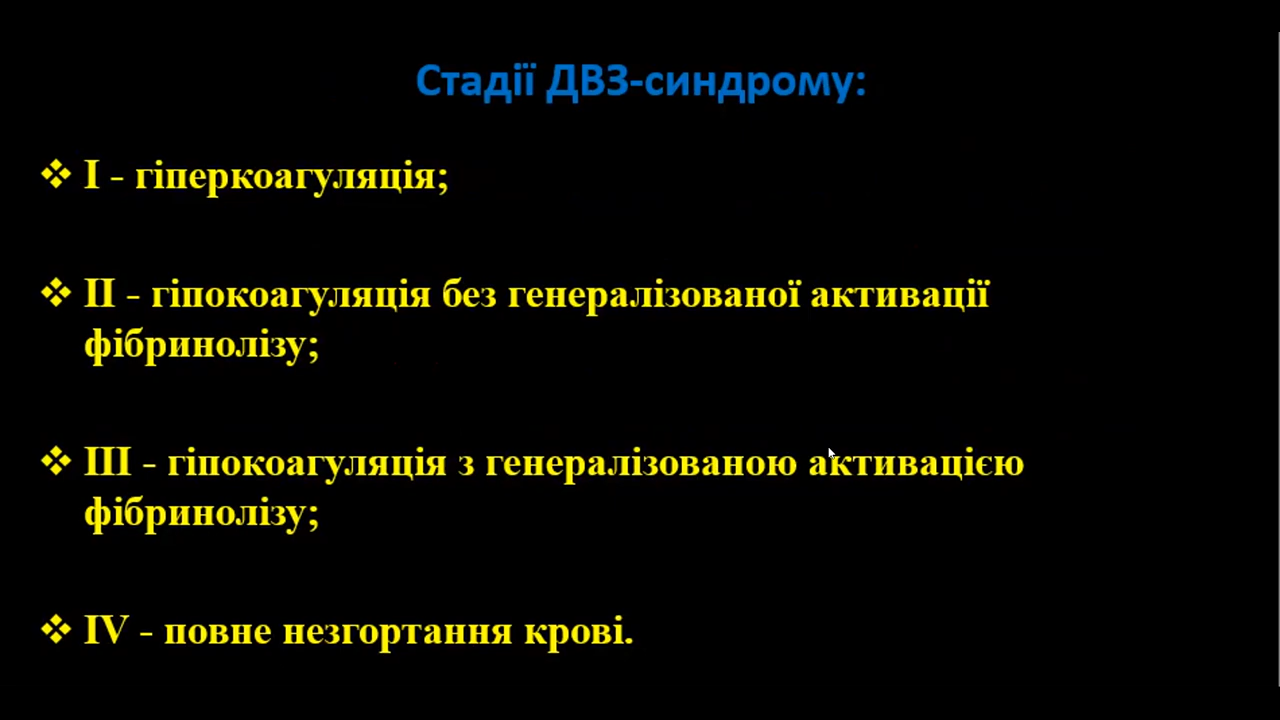 Стадії ДВЗ-синдрому:
❖ I - гіперкоагуляція;
❖ II - гіпокоагуляція без генералізованої активації
фібринолізу;
❖ III - гіпокоагуляція з генералізованою активацією
фібринолізу;
❖ IV - повне незгортання крові.